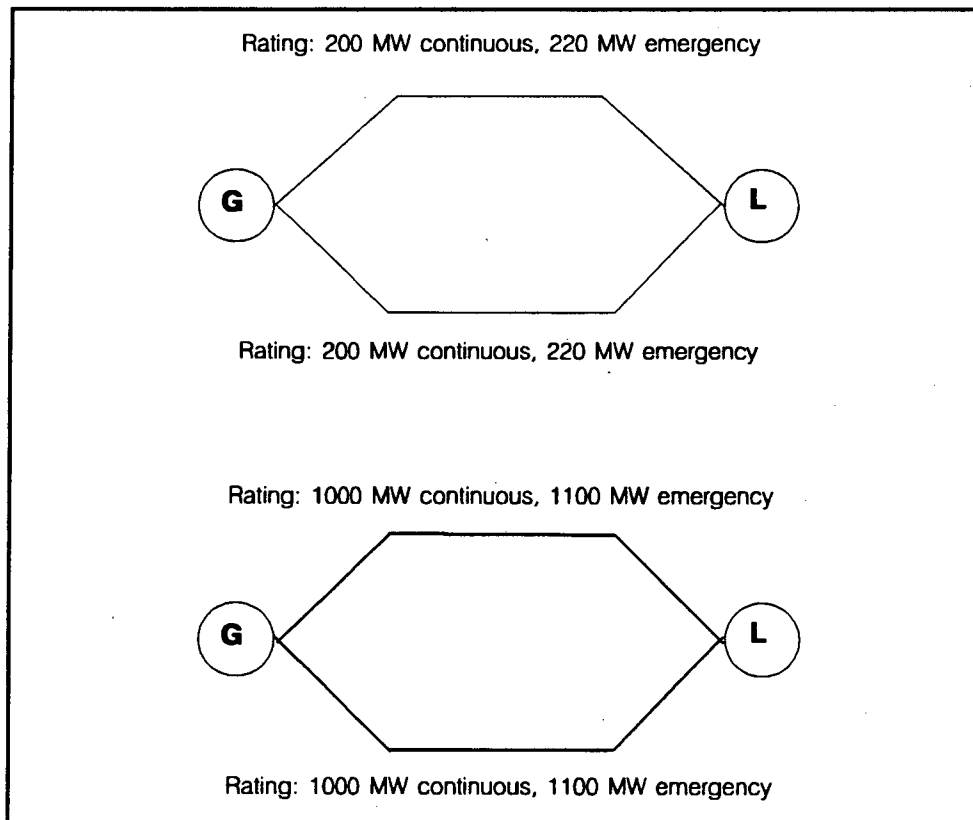 Rating: 200 MW continuous, 220 MW emergency
G
L
Rating: 200 MW continuous, 220 MW emergency
Rating: 1000 MW continuous, 1100 MW emergency
G
L
Rating: 1000 MW continuous, 1100 MW emergency